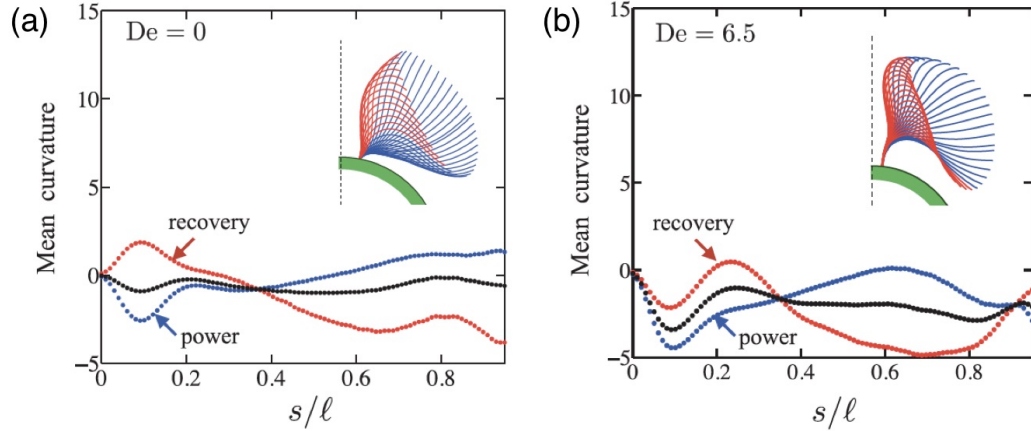 (a)
De = 0
15
10
5
0
−5
Mean curvature
recovery
power
0
0.2
0.4
0.6
0.8
s/ℓ
(b)
De = 6.5
15
10
5
0
−5
Mean curvature
recovery
power
0
0.2
0.4
0.6
0.8
s/ℓ